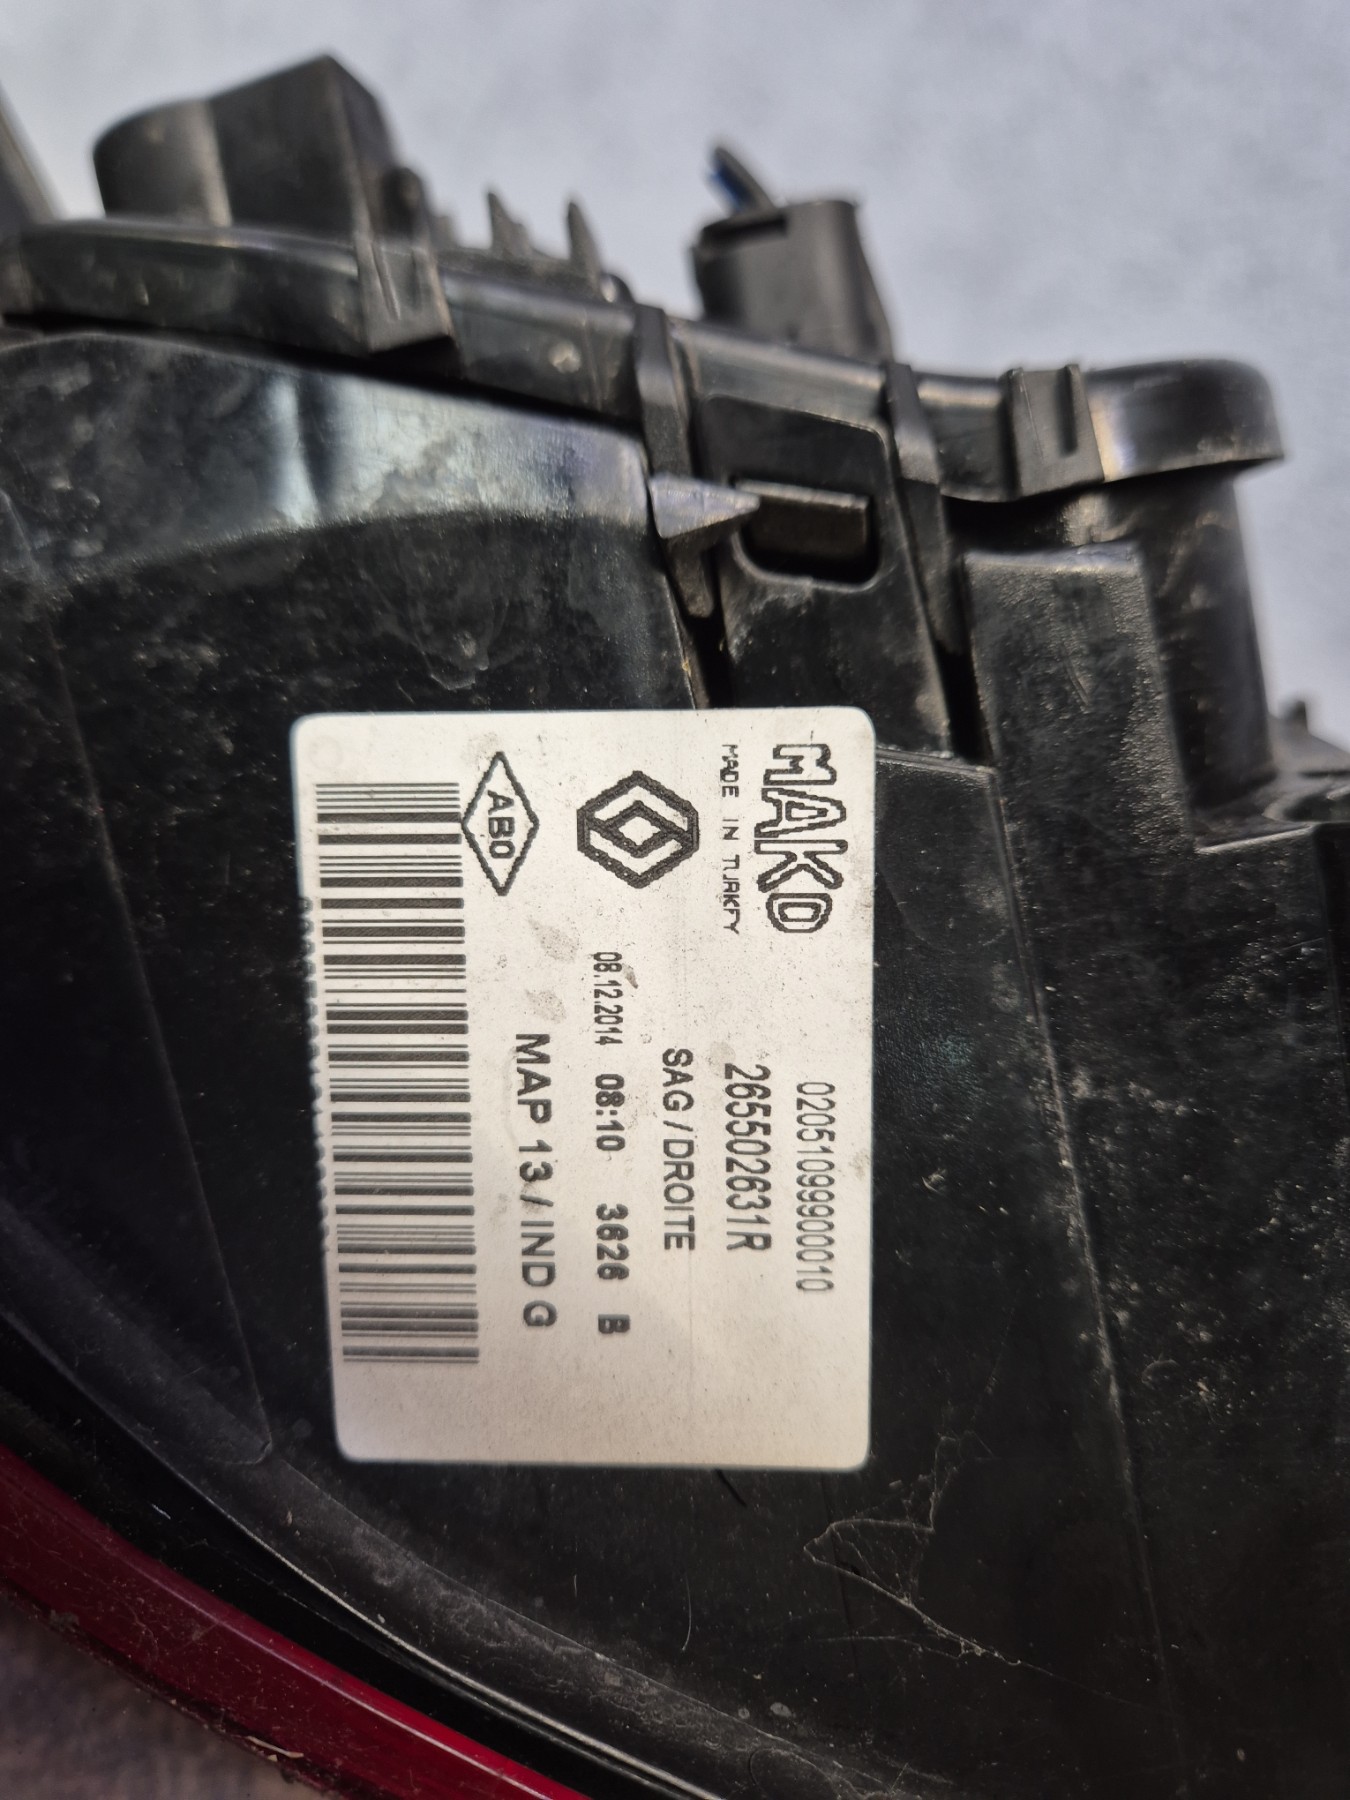 MAKO
MADE IN TURKEY
02051099900010
265502631R
SAG / DROITE
08.12.2014 08:10 3626 B
ABO
MAP 13 / IND G